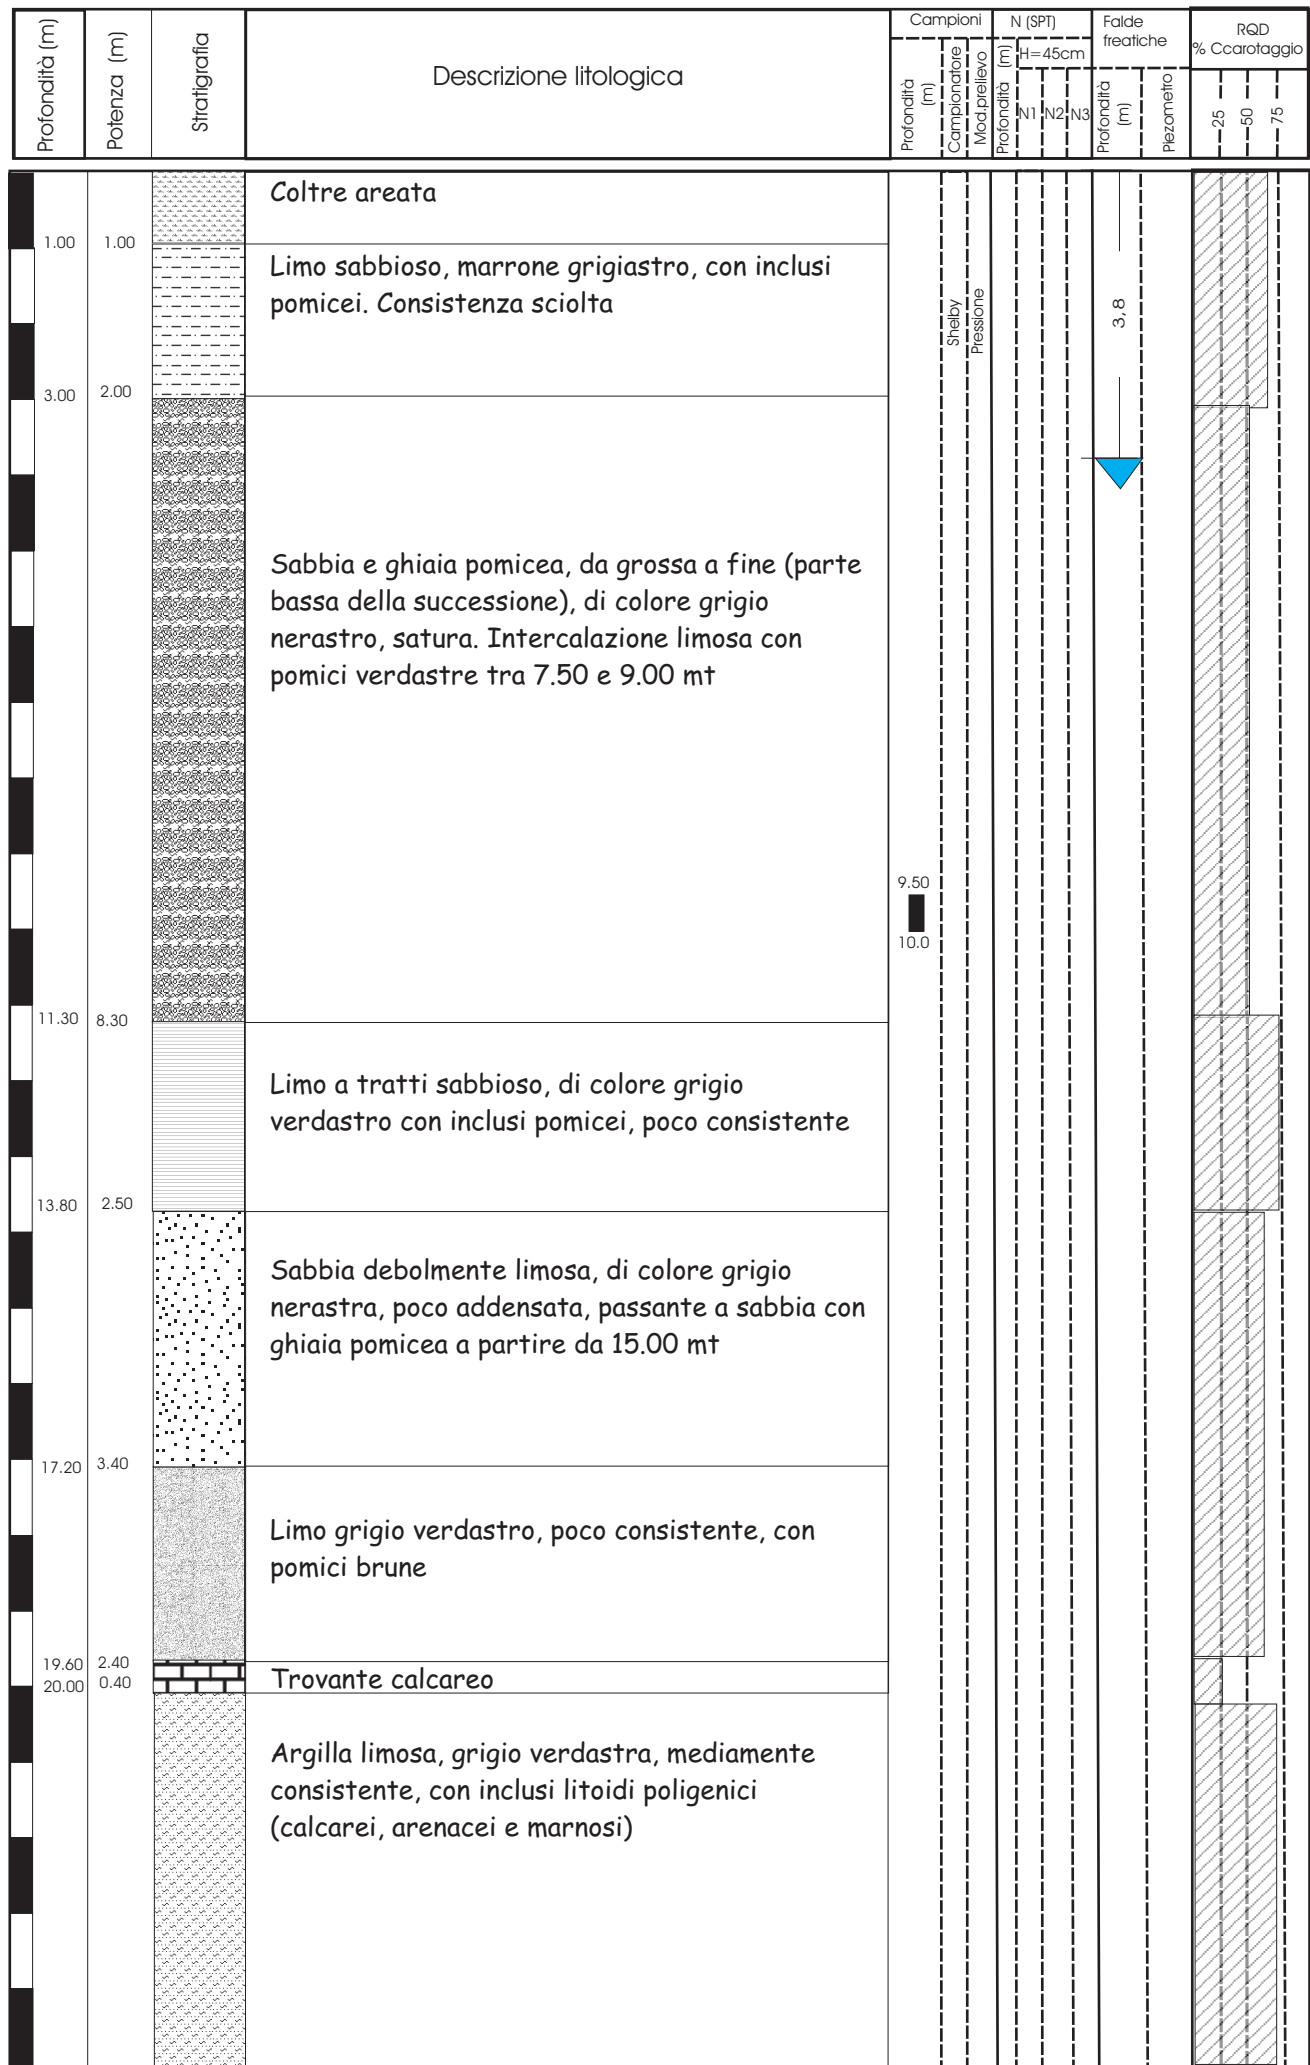 Profondità (m)
Potenza (m)
Stratigrafia
Descrizione litologica
Campioni
Profondità (m)
Campionatore
Mod.prelievo
N (SPT)
H=45cm
Profondità (m)
N1
N2
N3
Falde
freatiche
Profondità (m)
Piezometro
RQD
% Ccarotaggio
25
50
75
Coltre areata
1.00 1.00
Limo sabbioso, marrone grigiastro, con inclusi
pomicei. Consistenza sciolta
Shelby
Pressione
3,8
3.00 2.00
Sabbia e ghiaia pomicea, da grossa a fine (parte
bassa della successione), di colore grigio
nerastro, satura. Intercalazione limosa con
pomici verdastre tra 7.50 e 9.00 mt
9.50
10.0
11.30 8.30
Limo a tratti sabbioso, di colore grigio
verdastro con inclusi pomicei, poco consistente
13.80 2.50
Sabbia debolmente limosa, di colore grigio
nerastra, poco addensata, passante a sabbia con
ghiaia pomicea a partire da 15.00 mt
17.20 3.40
Limo grigio verdastro, poco consistente, con
pomici brune
19.60 2.40
20.00 0.40
Trovante calcareo
Argilla limosa, grigio verdastra, mediamente
consistente, con inclusi litoidi poligenici
(calcarei, arenacei e marnosi)